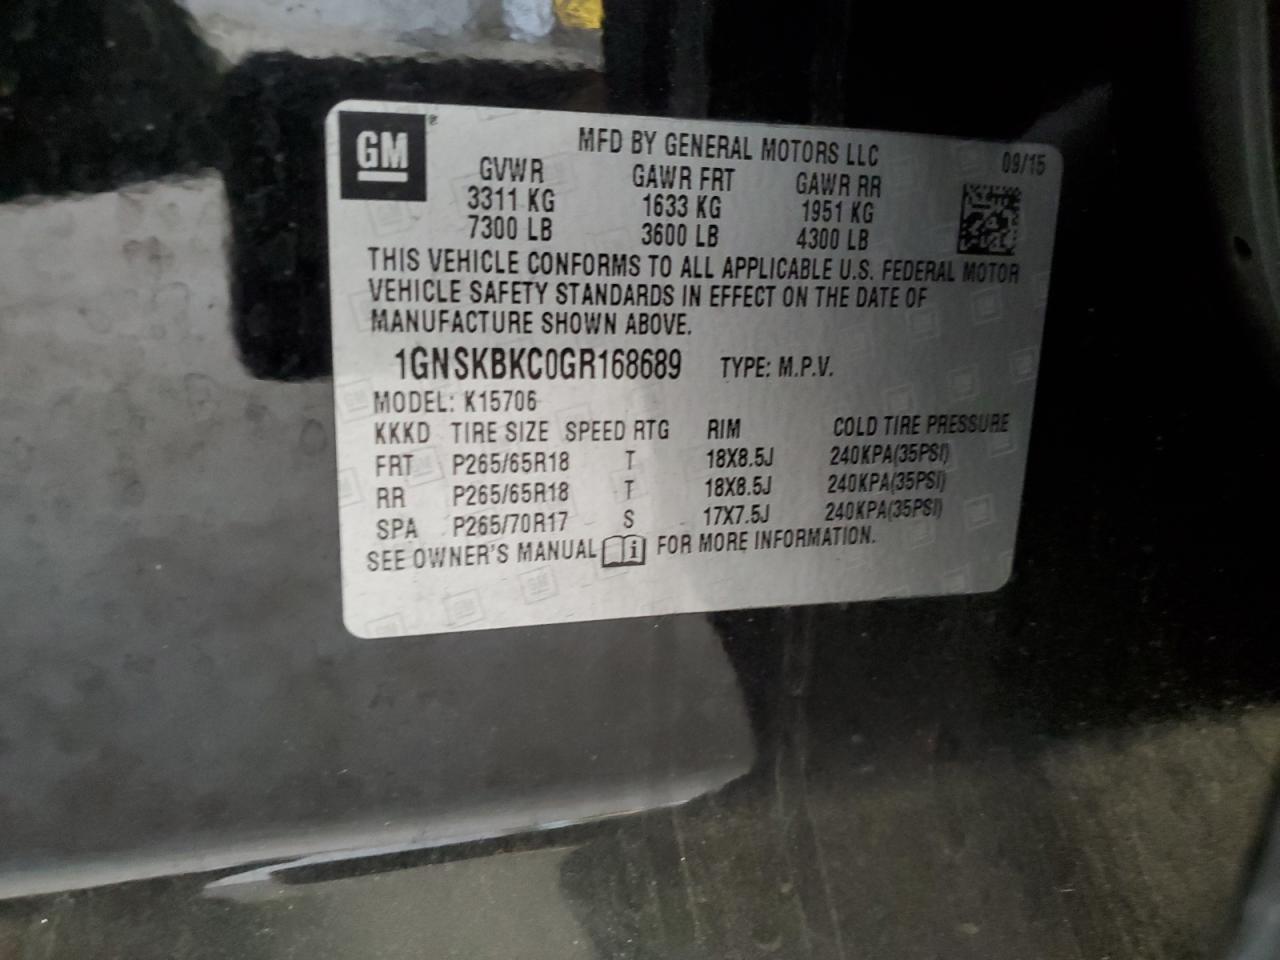 GM®
MFD BY GENERAL MOTORS LLC
09/15
GVWR GAWR FRT GAWR RR
3311 KG 1633 KG 1951 KG
7300 LB 3600 LB 4300 LB
THIS VEHICLE CONFORMS TO ALL APPLICABLE U.S. FEDERAL MOTOR
VEHICLE SAFETY STANDARDS IN EFFECT ON THE DATE OF
MANUFACTURE SHOWN ABOVE.
1GNSKBKC0GR168689 TYPE: M.P.V.
MODEL: K15706
KKKD TIRE SIZE SPEED RTG RIM COLD TIRE PRESSURE
FRT P265/65R18 T 18X8.5J 240KPA(35PSI)
RR P265/65R18 T 18X8.5J 240KPA(35PSI)
SPA P265/70R17 S 17X7.5J 240KPA(35PSI)
SEE OWNER'S MANUAL i FOR MORE INFORMATION.